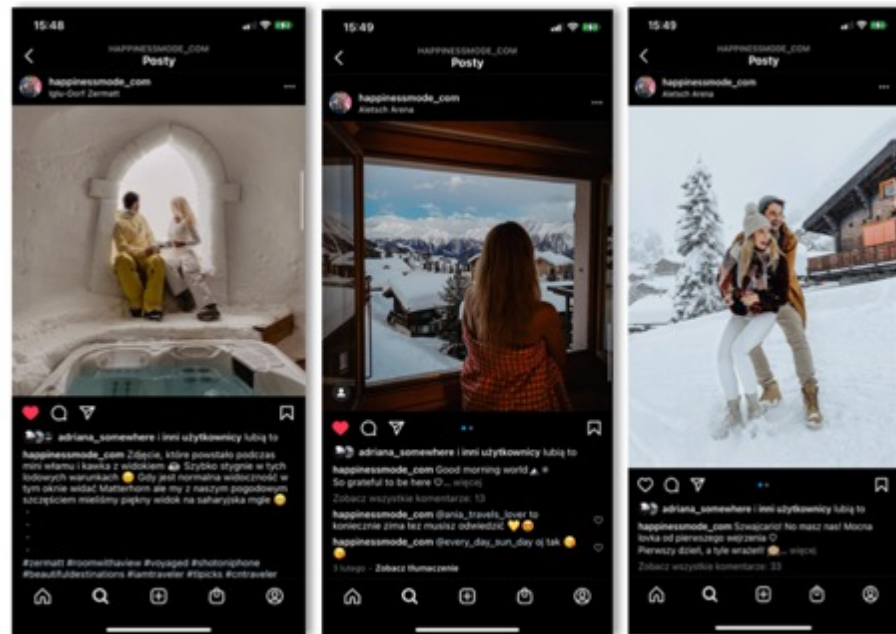 15:48
HAPPINESSMODE_COM
Posty
happinessmode_com
Iglu-Dorf Zermatt
adriana_somewhere i inni użytkownicy lubią to
happinessmode_com Zdjęcie, które powstało podczas
mini włamu i kawka z widokiem ☕ Szybko stygnie w tych
lodowych warunkach 😊 Gdy jest normalna widoczność w
tym oknie widać Matterhorn ale my z naszym pogodowym
szczęściem mieliśmy piękny widok na saharyjska mgle 😊
.
.
.
.
.
#zermatt #roomwithaview #voyaged #shotoniphone
#beautifuldestinations #iamtraveler #tlpicks #cntraveler
15:49
HAPPINESSMODE_COM
Posty
happinessmode_com
Aletsch Arena
adriana_somewhere i inni użytkownicy lubią to
happinessmode_com Good morning world
So grateful to be here ♡... więcej
Zobacz wszystkie komentarze: 13
happinessmode_com @ania_travels_lover to
koniecznie zima tez musisz odwiedzić 💛😍
happinessmode_com @every_day_sun_day oj tak 😊
😊
3 lutego · Zobacz tłumaczenie
15:49
HAPPINESSMODE_COM
Posty
happinessmode_com
Aletsch Arena
adriana_somewhere i inni użytkownicy lubią to
happinessmode_com Szwajcario! No masz nas! Mocna
lovka od pierwszego wejrzenia ♡
Pierwszy dzień, a tyle wrażeń! 🙈... więcej
Zobacz wszystkie komentarze: 33